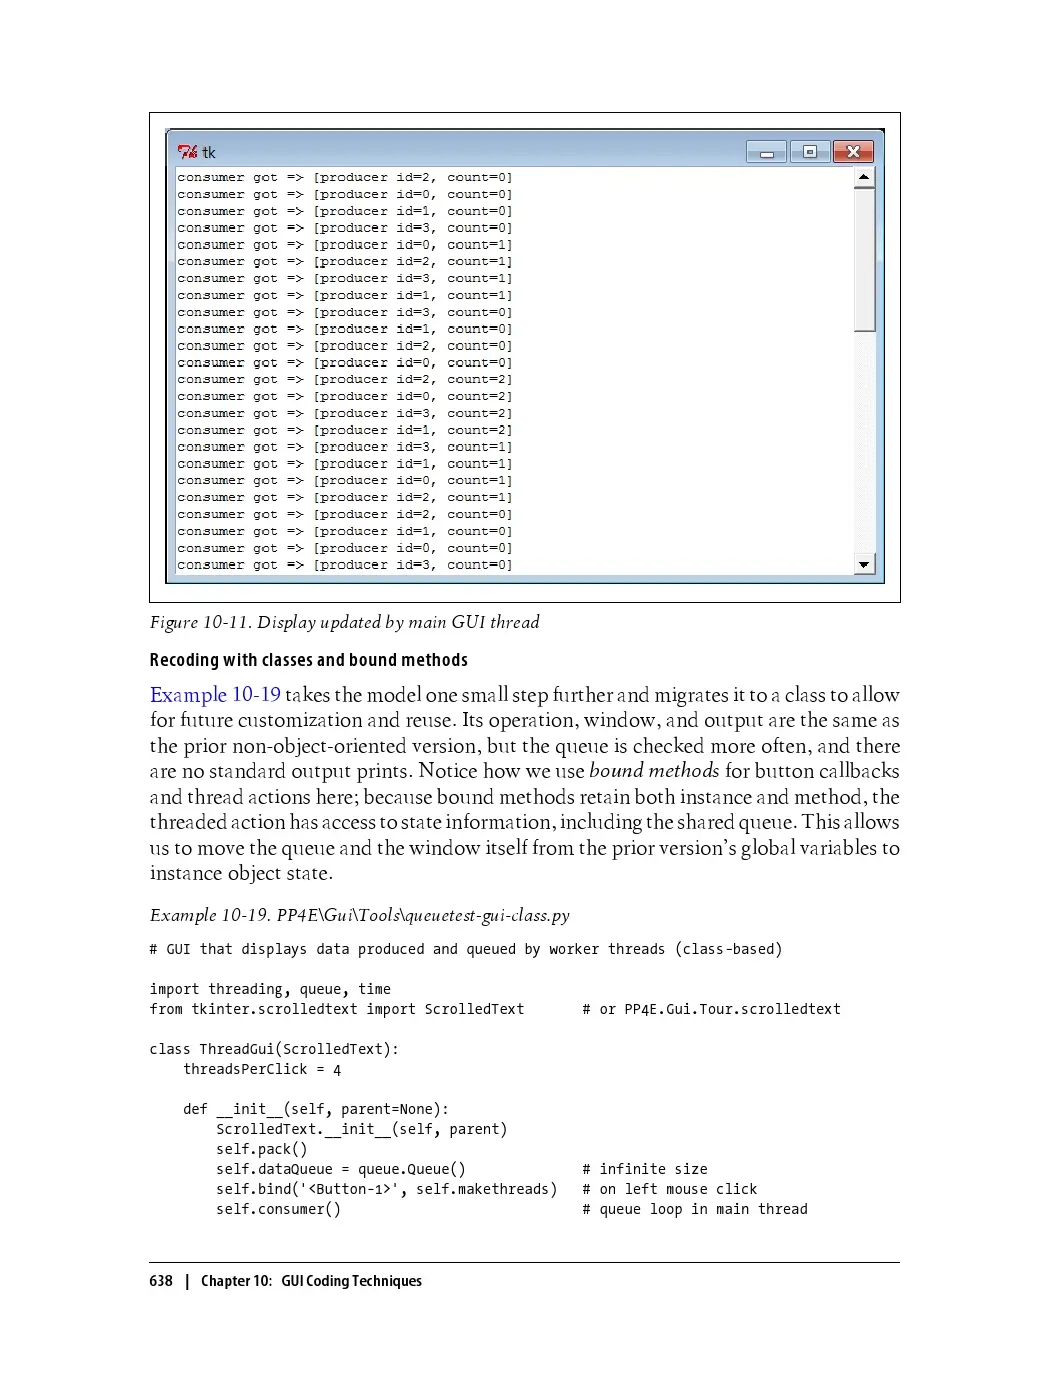 tk
consumer got => [producer id=2, count=0]
consumer got => [producer id=0, count=0]
consumer got => [producer id=1, count=0]
consumer got => [producer id=3, count=0]
consumer got => [producer id=0, count=1]
consumer got => [producer id=2, count=1]
consumer got => [producer id=3, count=1]
consumer got => [producer id=1, count=1]
consumer got => [producer id=3, count=0]
consumer got => [producer id=1, count=0]
consumer got => [producer id=2, count=0]
consumer got => [producer id=0, count=0]
consumer got => [producer id=2, count=2]
consumer got => [producer id=0, count=2]
consumer got => [producer id=3, count=2]
consumer got => [producer id=1, count=2]
consumer got => [producer id=3, count=1]
consumer got => [producer id=1, count=1]
consumer got => [producer id=0, count=1]
consumer got => [producer id=2, count=1]
consumer got => [producer id=2, count=0]
consumer got => [producer id=1, count=0]
consumer got => [producer id=0, count=0]
consumer got => [producer id=3, count=0]
Figure 10-11. Display updated by main GUI thread
Recoding with classes and bound methods
Example 10-19 takes the model one small step further and migrates it to a class to allow
for future customization and reuse. Its operation, window, and output are the same as
the prior non-object-oriented version, but the queue is checked more often, and there
are no standard output prints. Notice how we use bound methods for button callbacks
and thread actions here; because bound methods retain both instance and method, the
threaded action has access to state information, including the shared queue. This allows
us to move the queue and the window itself from the prior version's global variables to
instance object state.
Example 10-19. PP4E\Gui\Tools\queuetest-gui-class.py
# GUI that displays data produced and queued by worker threads (class-based)
import threading, queue, time
from tkinter.scrolledtext import ScrolledText # or PP4E.Gui.Tour.scrolledtext
class ThreadGui(ScrolledText):
threadsPerClick = 4
def __init__(self, parent=None):
ScrolledText.__init__(self, parent)
self.pack()
self.dataQueue = queue.Queue() # infinite size
self.bind('<Button-1>', self.makethreads) # on left mouse click
self.consumer() # queue loop in main thread
638 | Chapter 10: GUI Coding Techniques